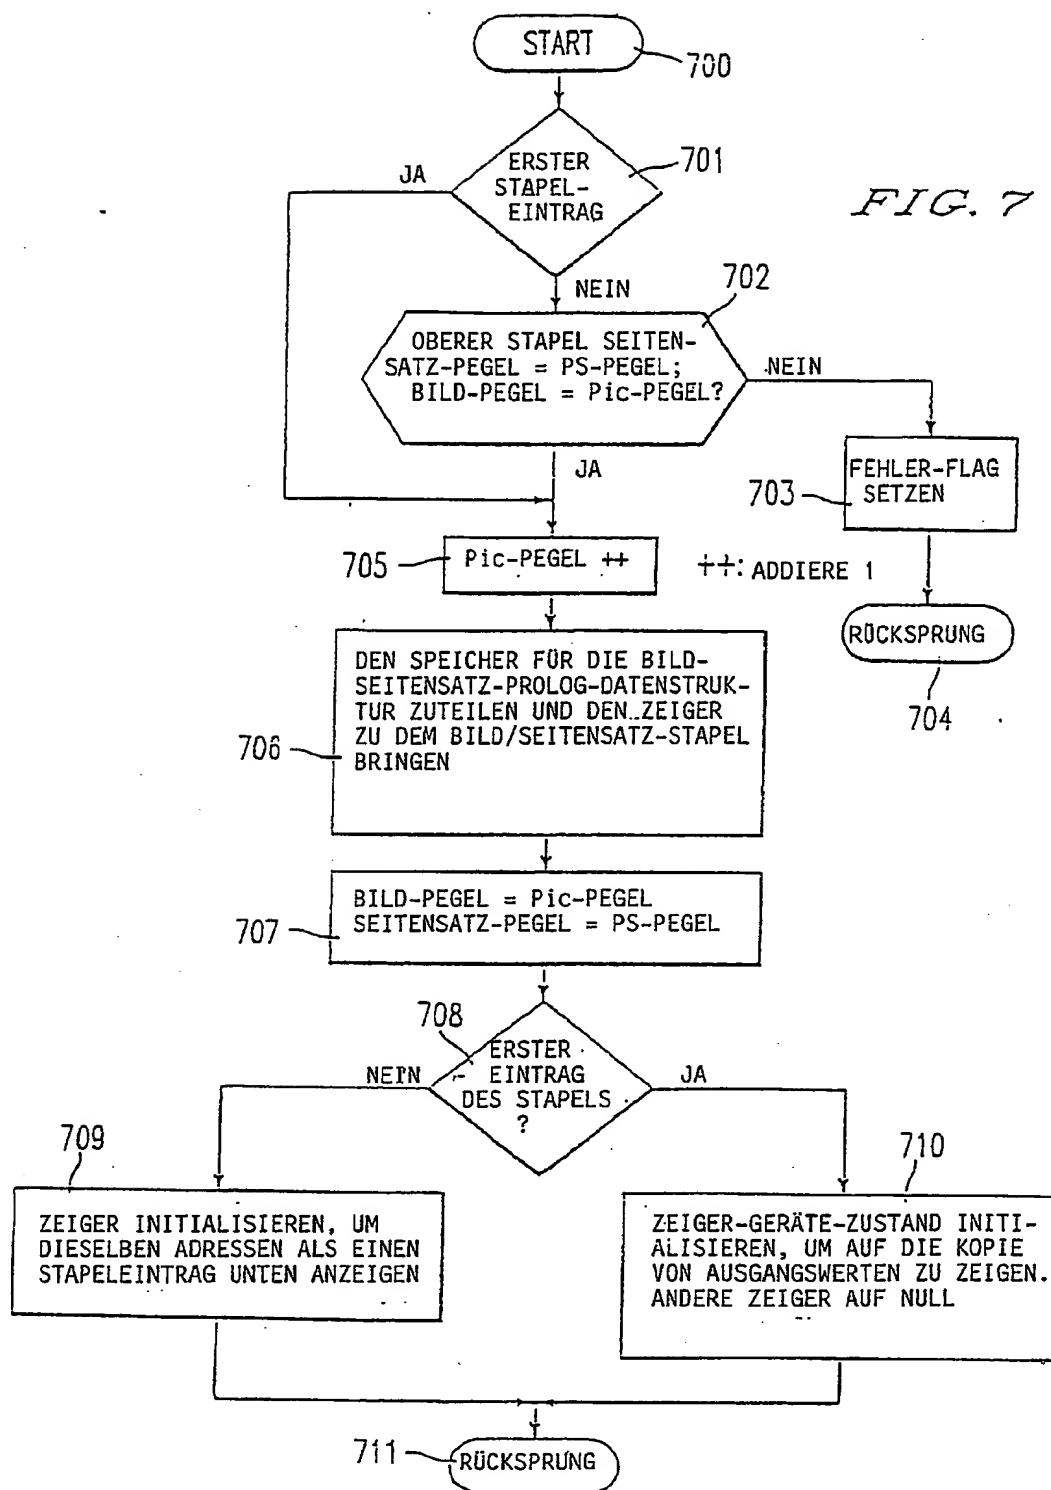 START
700
ERSTER
STAPEL-
EINTRAG
701
JA
FIG. 7
NEIN
702
OBERER STAPEL SEITEN-
SATZ-PEGEL = PS-PEGEL;
BILD-PEGEL = Pic-PEGEL?
NEIN
JA
FEHLER-FLAG
SETZEN
703
705
Pic-PEGEL ++
++: ADDIERE 1
RÜCKSPRUNG
704
DEN SPEICHER FÜR DIE BILD-
SEITENSATZ-PROLOG-DATENSTRUK-
TUR ZUTEILEN UND DEN ZEIGER
ZU DEM BILD/SEITENSATZ-STAPEL
BRINGEN
706
BILD-PEGEL = Pic-PEGEL
SEITENSATZ-PEGEL = PS-PEGEL
707
708
ERSTER
EINTRAG
DES STAPELS
?
NEIN
JA
709
710
ZEIGER INITIALISIEREN, UM
DIESELBEN ADRESSEN ALS EINEN
STAPELEINTRAG UNTEN ANZEIGEN
ZEIGER-GERÄTE-ZUSTAND INITI-
ALISIEREN, UM AUF DIE KOPIE
VON AUSGANGSWERTEN ZU ZEIGEN.
ANDERE ZEIGER AUF NULL
711
RÜCKSPRUNG